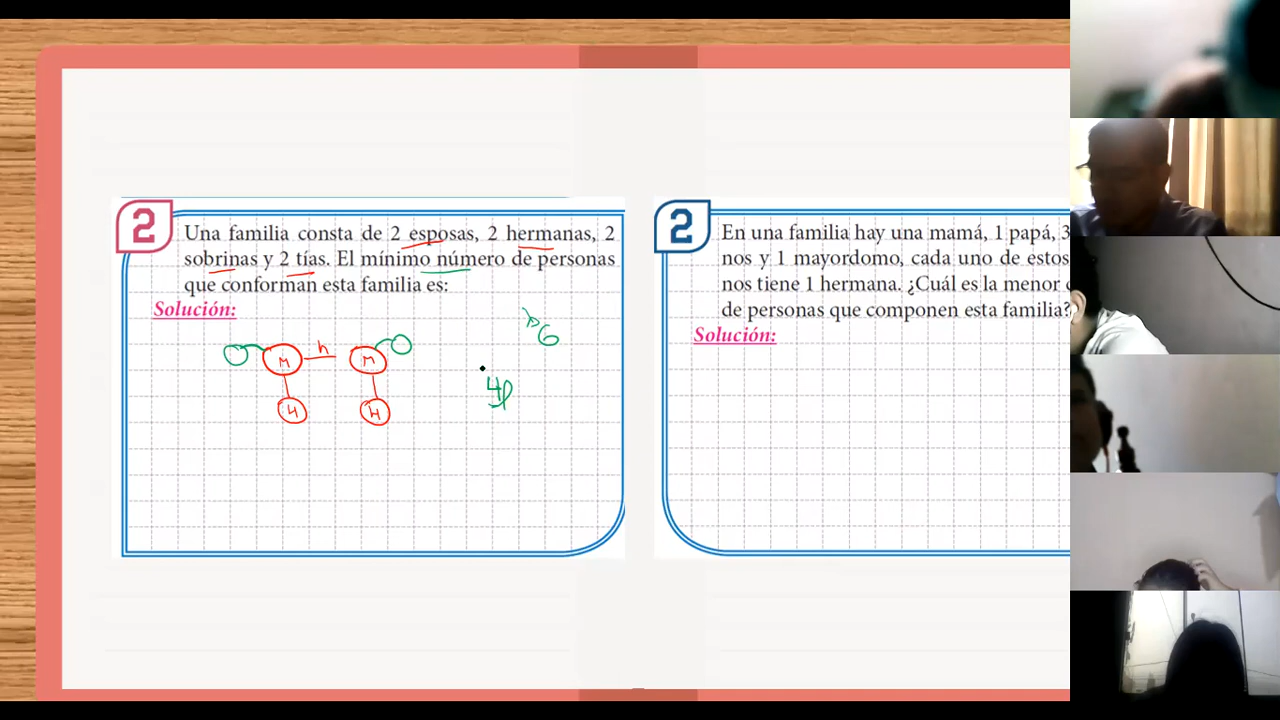 2
Una familia consta de 2 esposas, 2 hermanas, 2
sobrinas y 2 tías. El mínimo número de personas
que conforman esta familia es:
Solución:
h
M
M
H
H
6
4p
2
En una familia hay una mamá, 1 papá, 3
nos y 1 mayordomo, cada uno de estos
nos tiene 1 hermana. ¿Cuál es la menor
de personas que componen esta familia?
Solución: